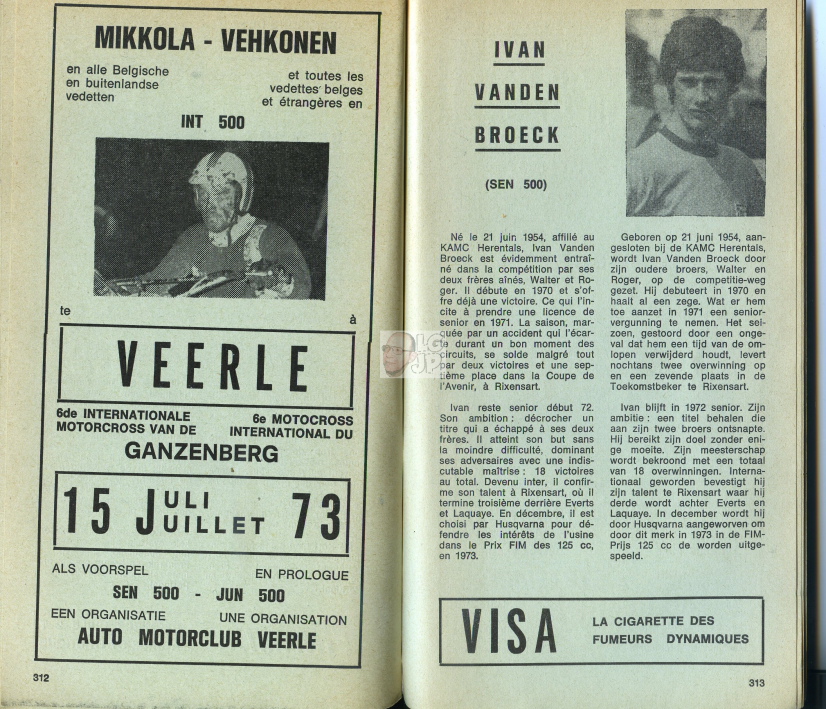 MIKKOLA - VEHKONEN
en alle Belgische
en buitenlandse
vedetten
et toutes les
vedettes belges
et étrangères en
INT 500
te
à
VEERLE
6de INTERNATIONALE
MOTORCROSS VAN DE
6e MOTOCROSS
INTERNATIONAL DU
GANZENBERG
15 JULI
JUILLET 73
ALS VOORSPEL
EN PROLOGUE
SEN 500 - JUN 500
EEN ORGANISATIE
UNE ORGANISATION
AUTO MOTORCLUB VEERLE
312
IVAN
VANDEN
BROECK
(SEN 500)
Né le 21 juin 1954, affilié au
KAMC Herentals, Ivan Vanden
Broeck est évidemment entraî-
né dans la compétition par ses
deux frères aînés, Walter et Ro-
ger. Il débute en 1970 et s'of-
fre déjà une victoire. Ce qui l'in-
cite à prendre une licence de
senior en 1971. La saison, mar-
quée par un accident qui l'écar-
te durant un bon moment des
circuits, se solde malgré tout
par deux victoires et une sep-
tième place dans la Coupe de
l'Avenir, à Rixensart.
Ivan reste senior début 72.
Son ambition : décrocher un
titre qui a échappé à ses deux
frères. Il atteint son but sans
la moindre difficulté, dominant
ses adversaires avec une indis-
cutable maîtrise : 18 victoires
au total. Devenu inter, il confir-
me son talent à Rixensart, où il
termine troisième derrière Everts
et Laquaye. En décembre, il est
choisi par Husqvarna pour dé-
fendre les intérêts de l'usine
dans le Prix FIM des 125 cc,
en 1973.
Geboren op 21 juni 1954, aan-
gesloten bij de KAMC Herentals,
wordt Ivan Vanden Broeck door
zijn oudere broers, Walter en
Roger, op de competitie-weg
gezet. Hij debuteert in 1970 en
haalt al een zege. Wat er hem
toe aanzet in 1971 een senior-
vergunning te nemen. Het sei-
zoen, gestoord door een onge-
val dat hem een tijd van de om-
lopen verwijderd houdt, levert
nochtans twee overwinning op
en een zevende plaats in de
Toekomstbeker te Rixensart.
Ivan blijft in 1972 senior. Zijn
ambitie : een titel behalen die
aan zijn twee broers ontsnapte.
Hij bereikt zijn doel zonder eni-
ge moeite. Zijn meesterschap
wordt bekroond met een totaal
van 18 overwinningen. Interna-
tionaal geworden bevestigt hij
zijn talent te Rixensart waar hij
derde wordt achter Everts en
Laquaye. In december wordt hij
door Husqvarna aangeworven om
door dit merk in 1973 in de FIM-
Prijs 125 cc de worden uitge-
speeld.
VISA
LA CIGARETTE DES
FUMEURS DYNAMIQUES
313
LG
JP